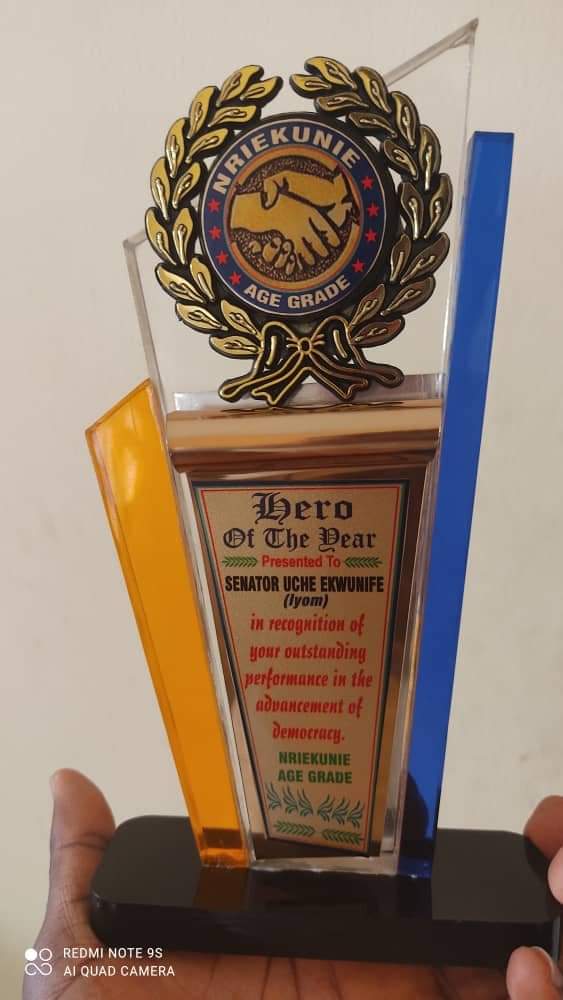 NRIEKUNIE
AGE GRADE
Hero
Of The Year
Presented To
SENATOR UCHE EKWUNIFE
(Iyom)
in recognition of
your outstanding
performance in the
advancement of
democracy.
NRIEKUNIE
AGE GRADE
REDMI NOTE 9S
AI QUAD CAMERA